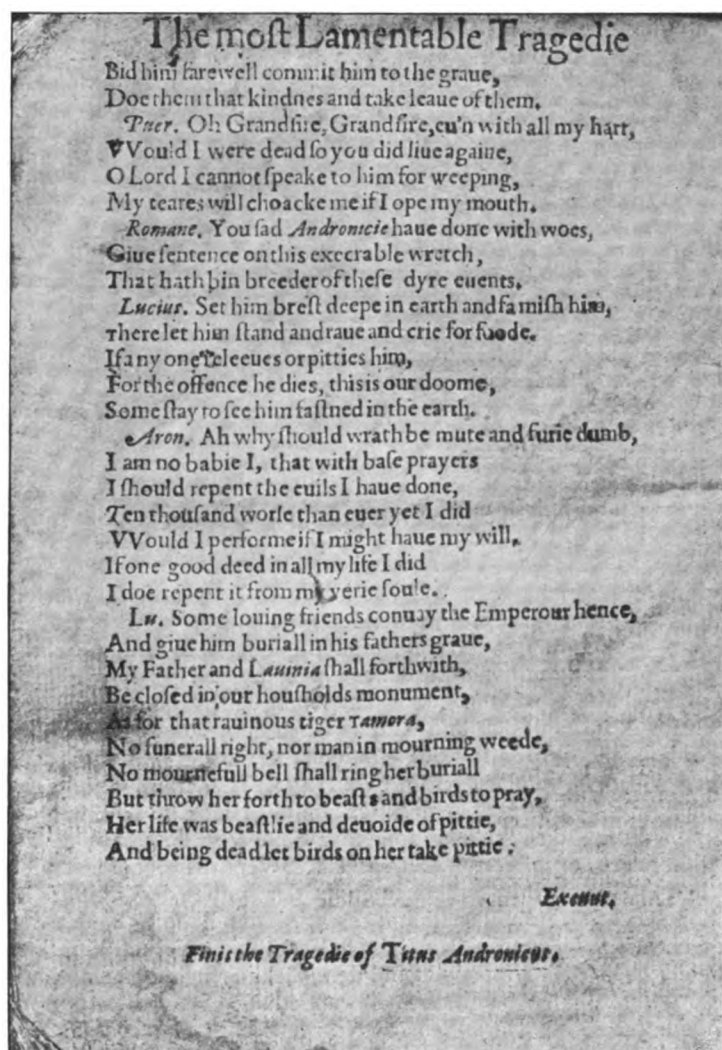 The moſt Lamentable Tragedie
Bid him farewell commit him to the graue,
Doe them that kindnes and take leaue of them.
Puer. Oh Grandſire, Grandſire, eu'n with all my hart,
VVould I were dead ſo you did liue againe,
O Lord I cannot ſpeake to him for weeping,
My teares will choacke me if I ope my mouth.
Romane. You ſad Andronicie haue done with woes,
Giue ſentence on this execrable wretch,
That hath bin breeder of theſe dyre euents.
Lucius. Set him breſt deepe in earth and famiſh him,
There let him ſtand and raue and crie for foode.
If any one releeues or pitties him,
For the offence he dies, this is our doome,
Some ſtay to ſee him faſtned in the earth.
Aron. Ah why ſhould wrath be mute and furie dumb,
I am no babie I, that with baſe prayers
I ſhould repent the euils I haue done,
Ten thouſand worſe than euer yet I did
VVould I performe if I might haue my will,
If one good deed in all my life I did
I doe repent it from my verie ſoule.
Lu. Some louing friends conuay the Emperour hence,
And giue him buriall in his fathers graue,
My Father and Lauinia ſhall forthwith,
Be cloſed in our houſholds monument,
As for that rauinous tiger Tamora,
No funerall right, nor man in mourning weede,
No mournefull bell ſhall ring her buriall
But throw her forth to beaſts and birds to pray,
Her life was beaſtlie and deuoide of pittie,
And being dead let birds on her take pittie.
Exeunt.
Finis the Tragedie of Titus Andronicus.